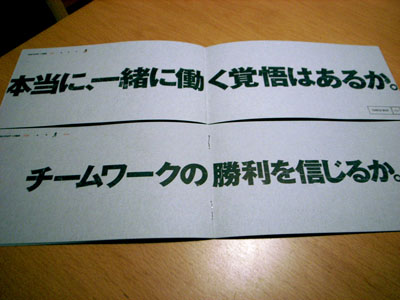 本当に、一緒に働く覚悟はあるか。
チームワークの勝利を信じるか。